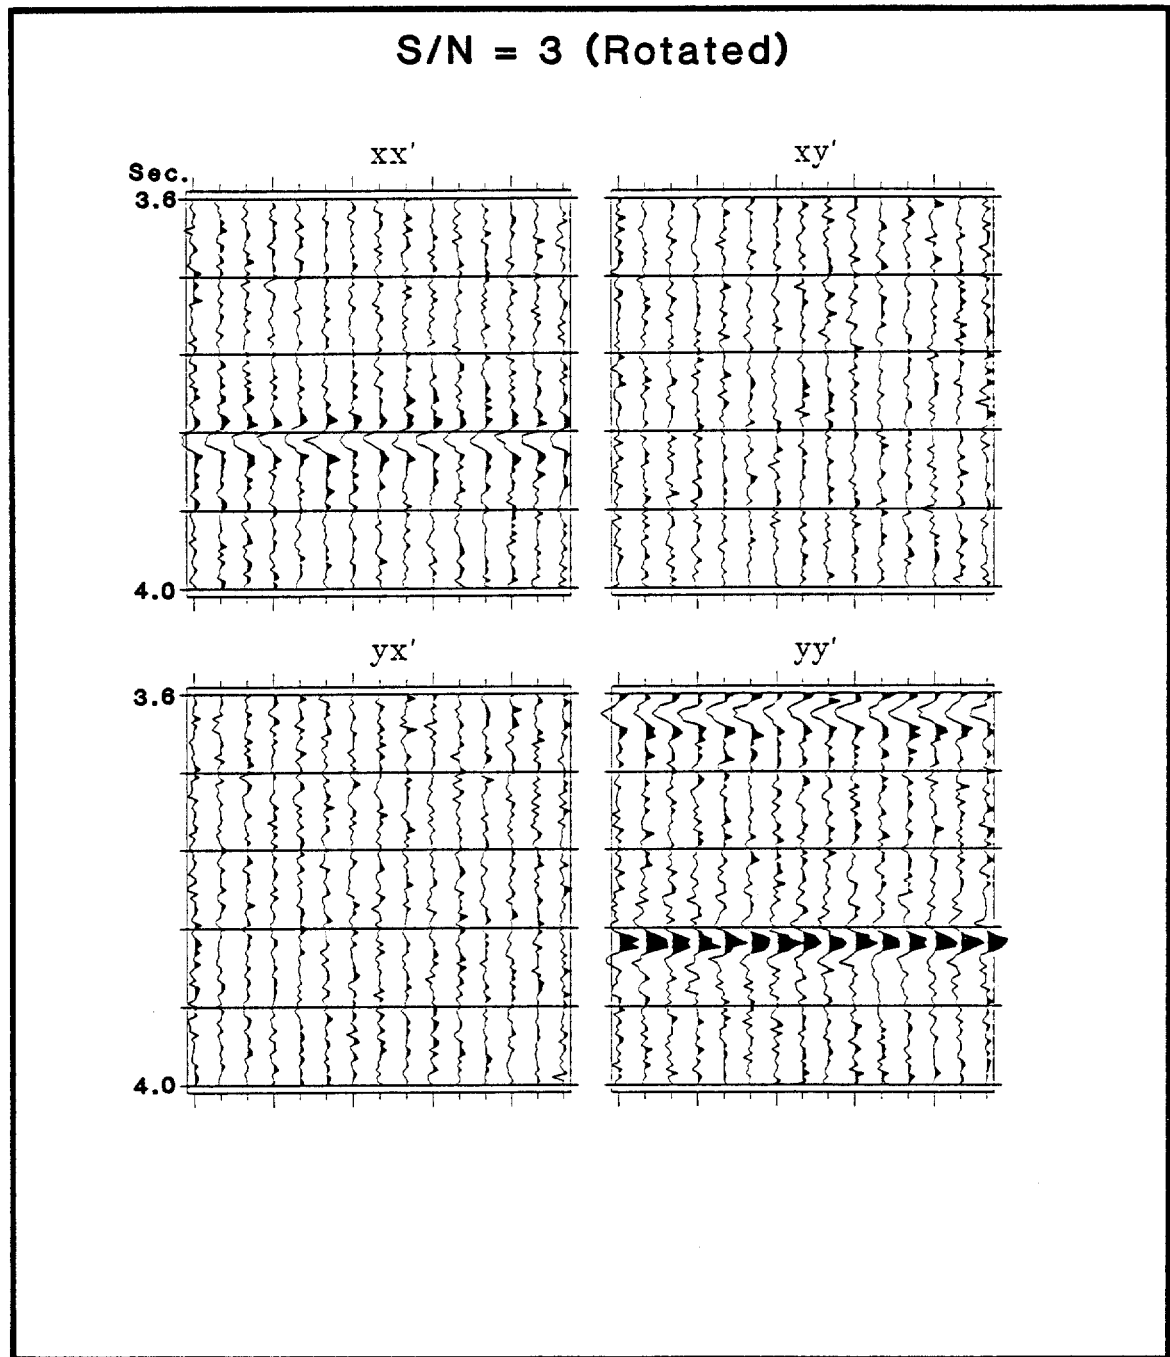 S/N = 3 (Rotated)
xx' xy'
Sec.
3.6
4.0
yx' yy'
3.6
4.0